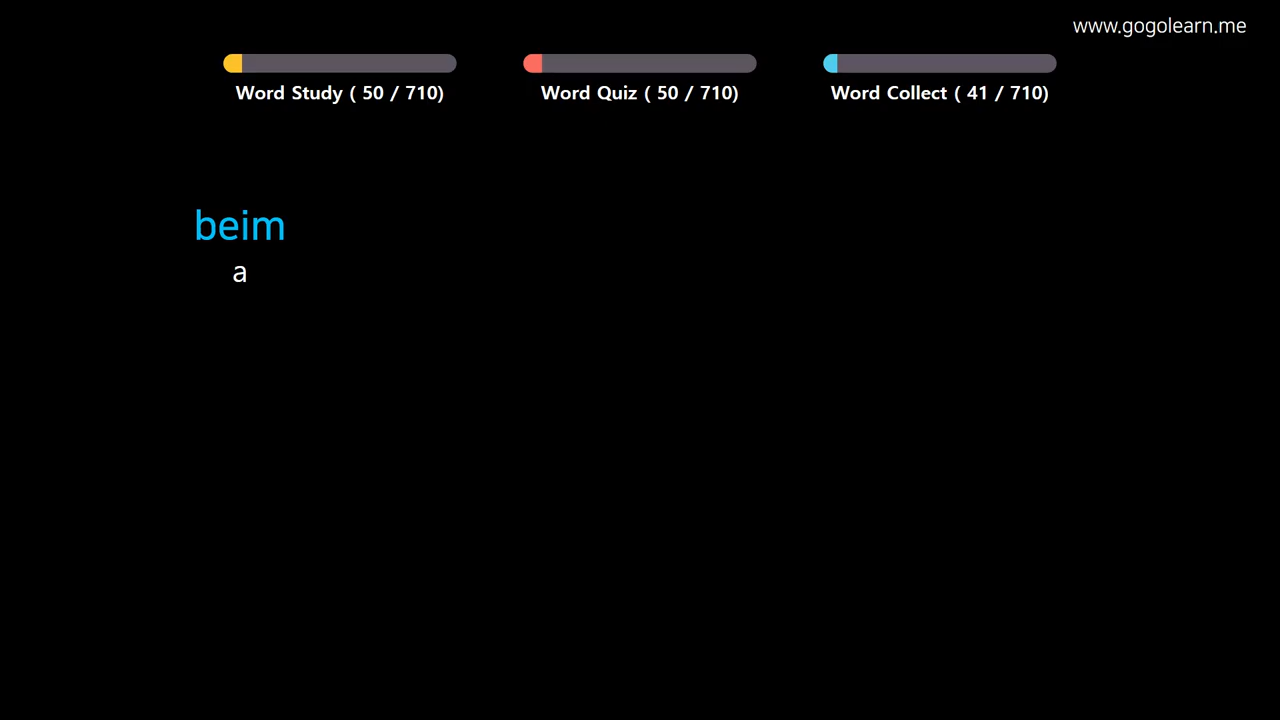 www.gogolearn.me
Word Study ( 50 / 710)
Word Quiz ( 50 / 710)
Word Collect ( 41 / 710)
beim
a